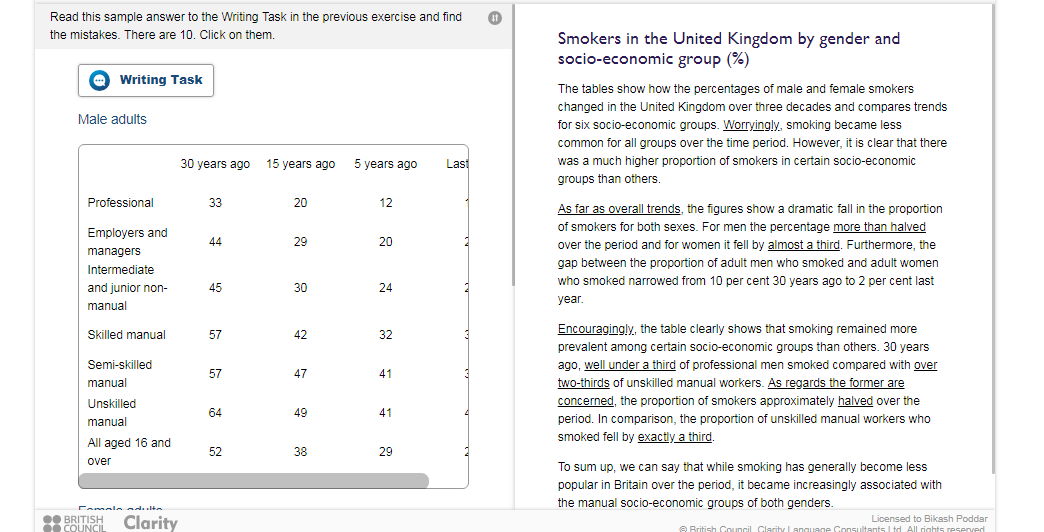 Read this sample answer to the Writing Task in the previous exercise and find
the mistakes. There are 10. Click on them.
Writing Task
Male adults
30 years ago 15 years ago 5 years ago Last
Professional 33 20 12
Employers and
managers 44 29 20
Intermediate
and junior non-
manual 45 30 24
Skilled manual 57 42 32
Semi-skilled
manual 57 47 41
Unskilled
manual 64 49 41
All aged 16 and
over 52 38 29
BRITISH
COUNCIL
Clarity
Smokers in the United Kingdom by gender and
socio-economic group (%)
The tables show how the percentages of male and female smokers
changed in the United Kingdom over three decades and compares trends
for six socio-economic groups. Worryingly, smoking became less
common for all groups over the time period. However, it is clear that there
was a much higher proportion of smokers in certain socio-economic
groups than others.
As far as overall trends, the figures show a dramatic fall in the proportion
of smokers for both sexes. For men the percentage more than halved
over the period and for women it fell by almost a third. Furthermore, the
gap between the proportion of adult men who smoked and adult women
who smoked narrowed from 10 per cent 30 years ago to 2 per cent last
year.
Encouragingly, the table clearly shows that smoking remained more
prevalent among certain socio-economic groups than others. 30 years
ago, well under a third of professional men smoked compared with over
two-thirds of unskilled manual workers. As regards the former are
concerned, the proportion of smokers approximately halved over the
period. In comparison, the proportion of unskilled manual workers who
smoked fell by exactly a third.
To sum up, we can say that while smoking has generally become less
popular in Britain over the period, it became increasingly associated with
the manual socio-economic groups of both genders.
Licensed to Bikash Poddar
© British Council, Clarity Language Consultants Ltd. All rights reserved.